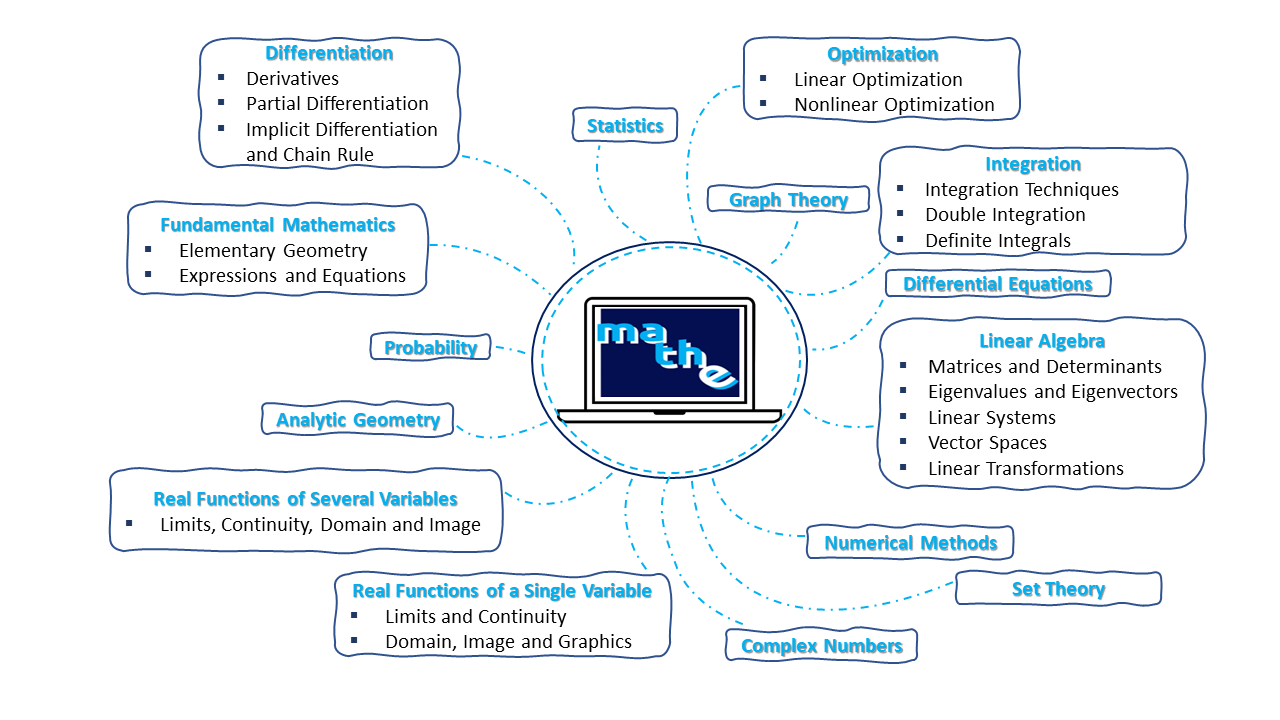 Differentiation
Derivatives
Partial Differentiation
Implicit Differentiation
and Chain Rule
Statistics
Optimization
Linear Optimization
Nonlinear Optimization
Graph Theory
Integration
Integration Techniques
Double Integration
Definite Integrals
Fundamental Mathematics
Elementary Geometry
Expressions and Equations
Differential Equations
Probability
mathe
Linear Algebra
Matrices and Determinants
Eigenvalues and Eigenvectors
Linear Systems
Vector Spaces
Linear Transformations
Analytic Geometry
Real Functions of Several Variables
Limits, Continuity, Domain and Image
Numerical Methods
Real Functions of a Single Variable
Limits and Continuity
Domain, Image and Graphics
Set Theory
Complex Numbers